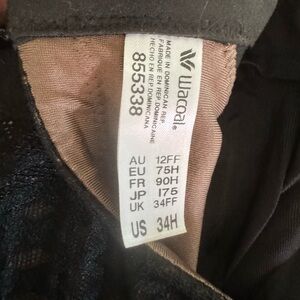 wacoal®
MADE IN DOMINICAN REP.
FABRIQUÉ EN RÉP. DOMINICAINE
HECHO EN REP. DOMINICANA
855338
AU 12FF
EU 75H
FR 90H
JP I75
UK 34FF
US 34H